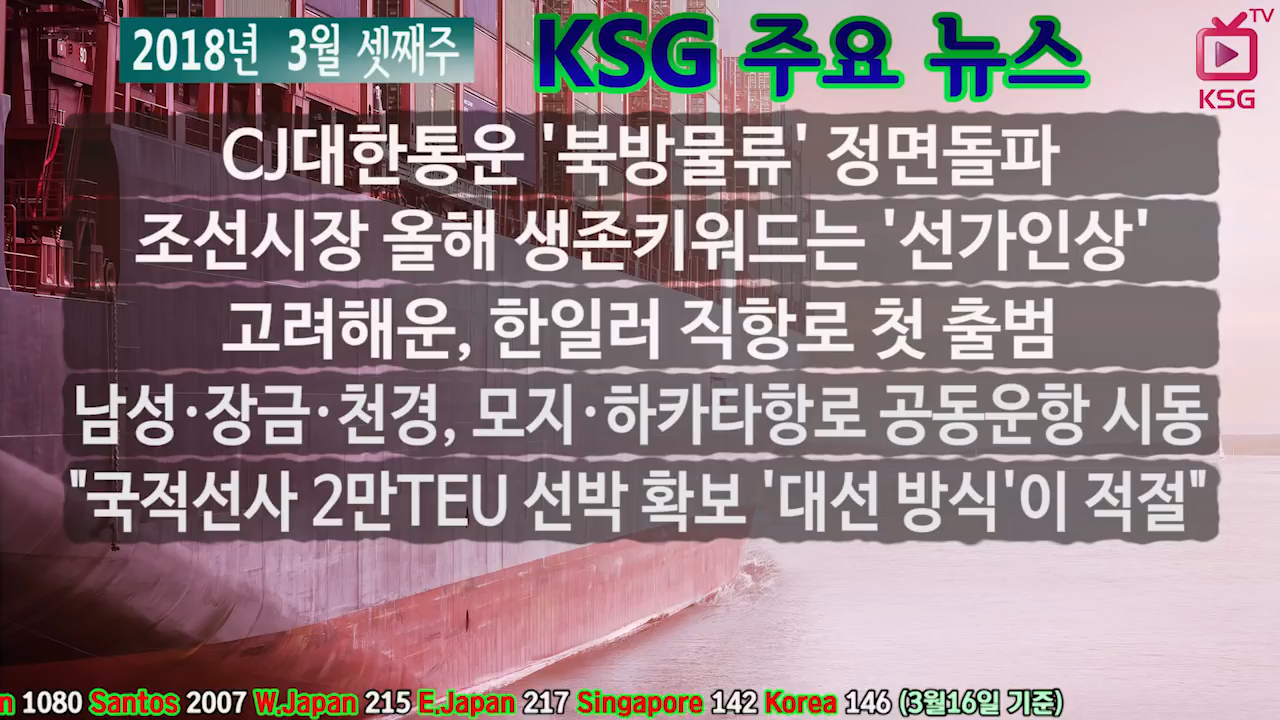 2018년 3월 셋째주
KSG 주요 뉴스
TV
KSG
CJ대한통운 '북방물류' 정면돌파
조선시장 올해 생존키워드는 '선가인상'
고려해운, 한일러 직항로 첫 출범
남성·장금·천경, 모지·하카타항로 공동운항 시동
"국적선사 2만TEU 선박 확보 '대선 방식'이 적절"
n 1080 Santos 2007 W.Japan 215 E.Japan 217 Singapore 142 Korea 146 (3월16일 기준)